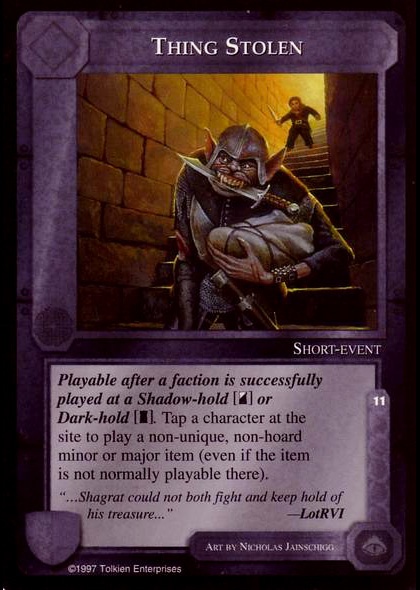 THING STOLEN
SHORT-EVENT
Playable after a faction is successfully
played at a Shadow-hold [◪] or
Dark-hold [■]. Tap a character at the
site to play a non-unique, non-hoard
minor or major item (even if the item
is not normally playable there).
11
“…Shagrat could not both fight and keep hold of
his treasure...”
—LotRVI
ART BY NICHOLAS JAINSCHIGG
©1997 Tolkien Enterprises